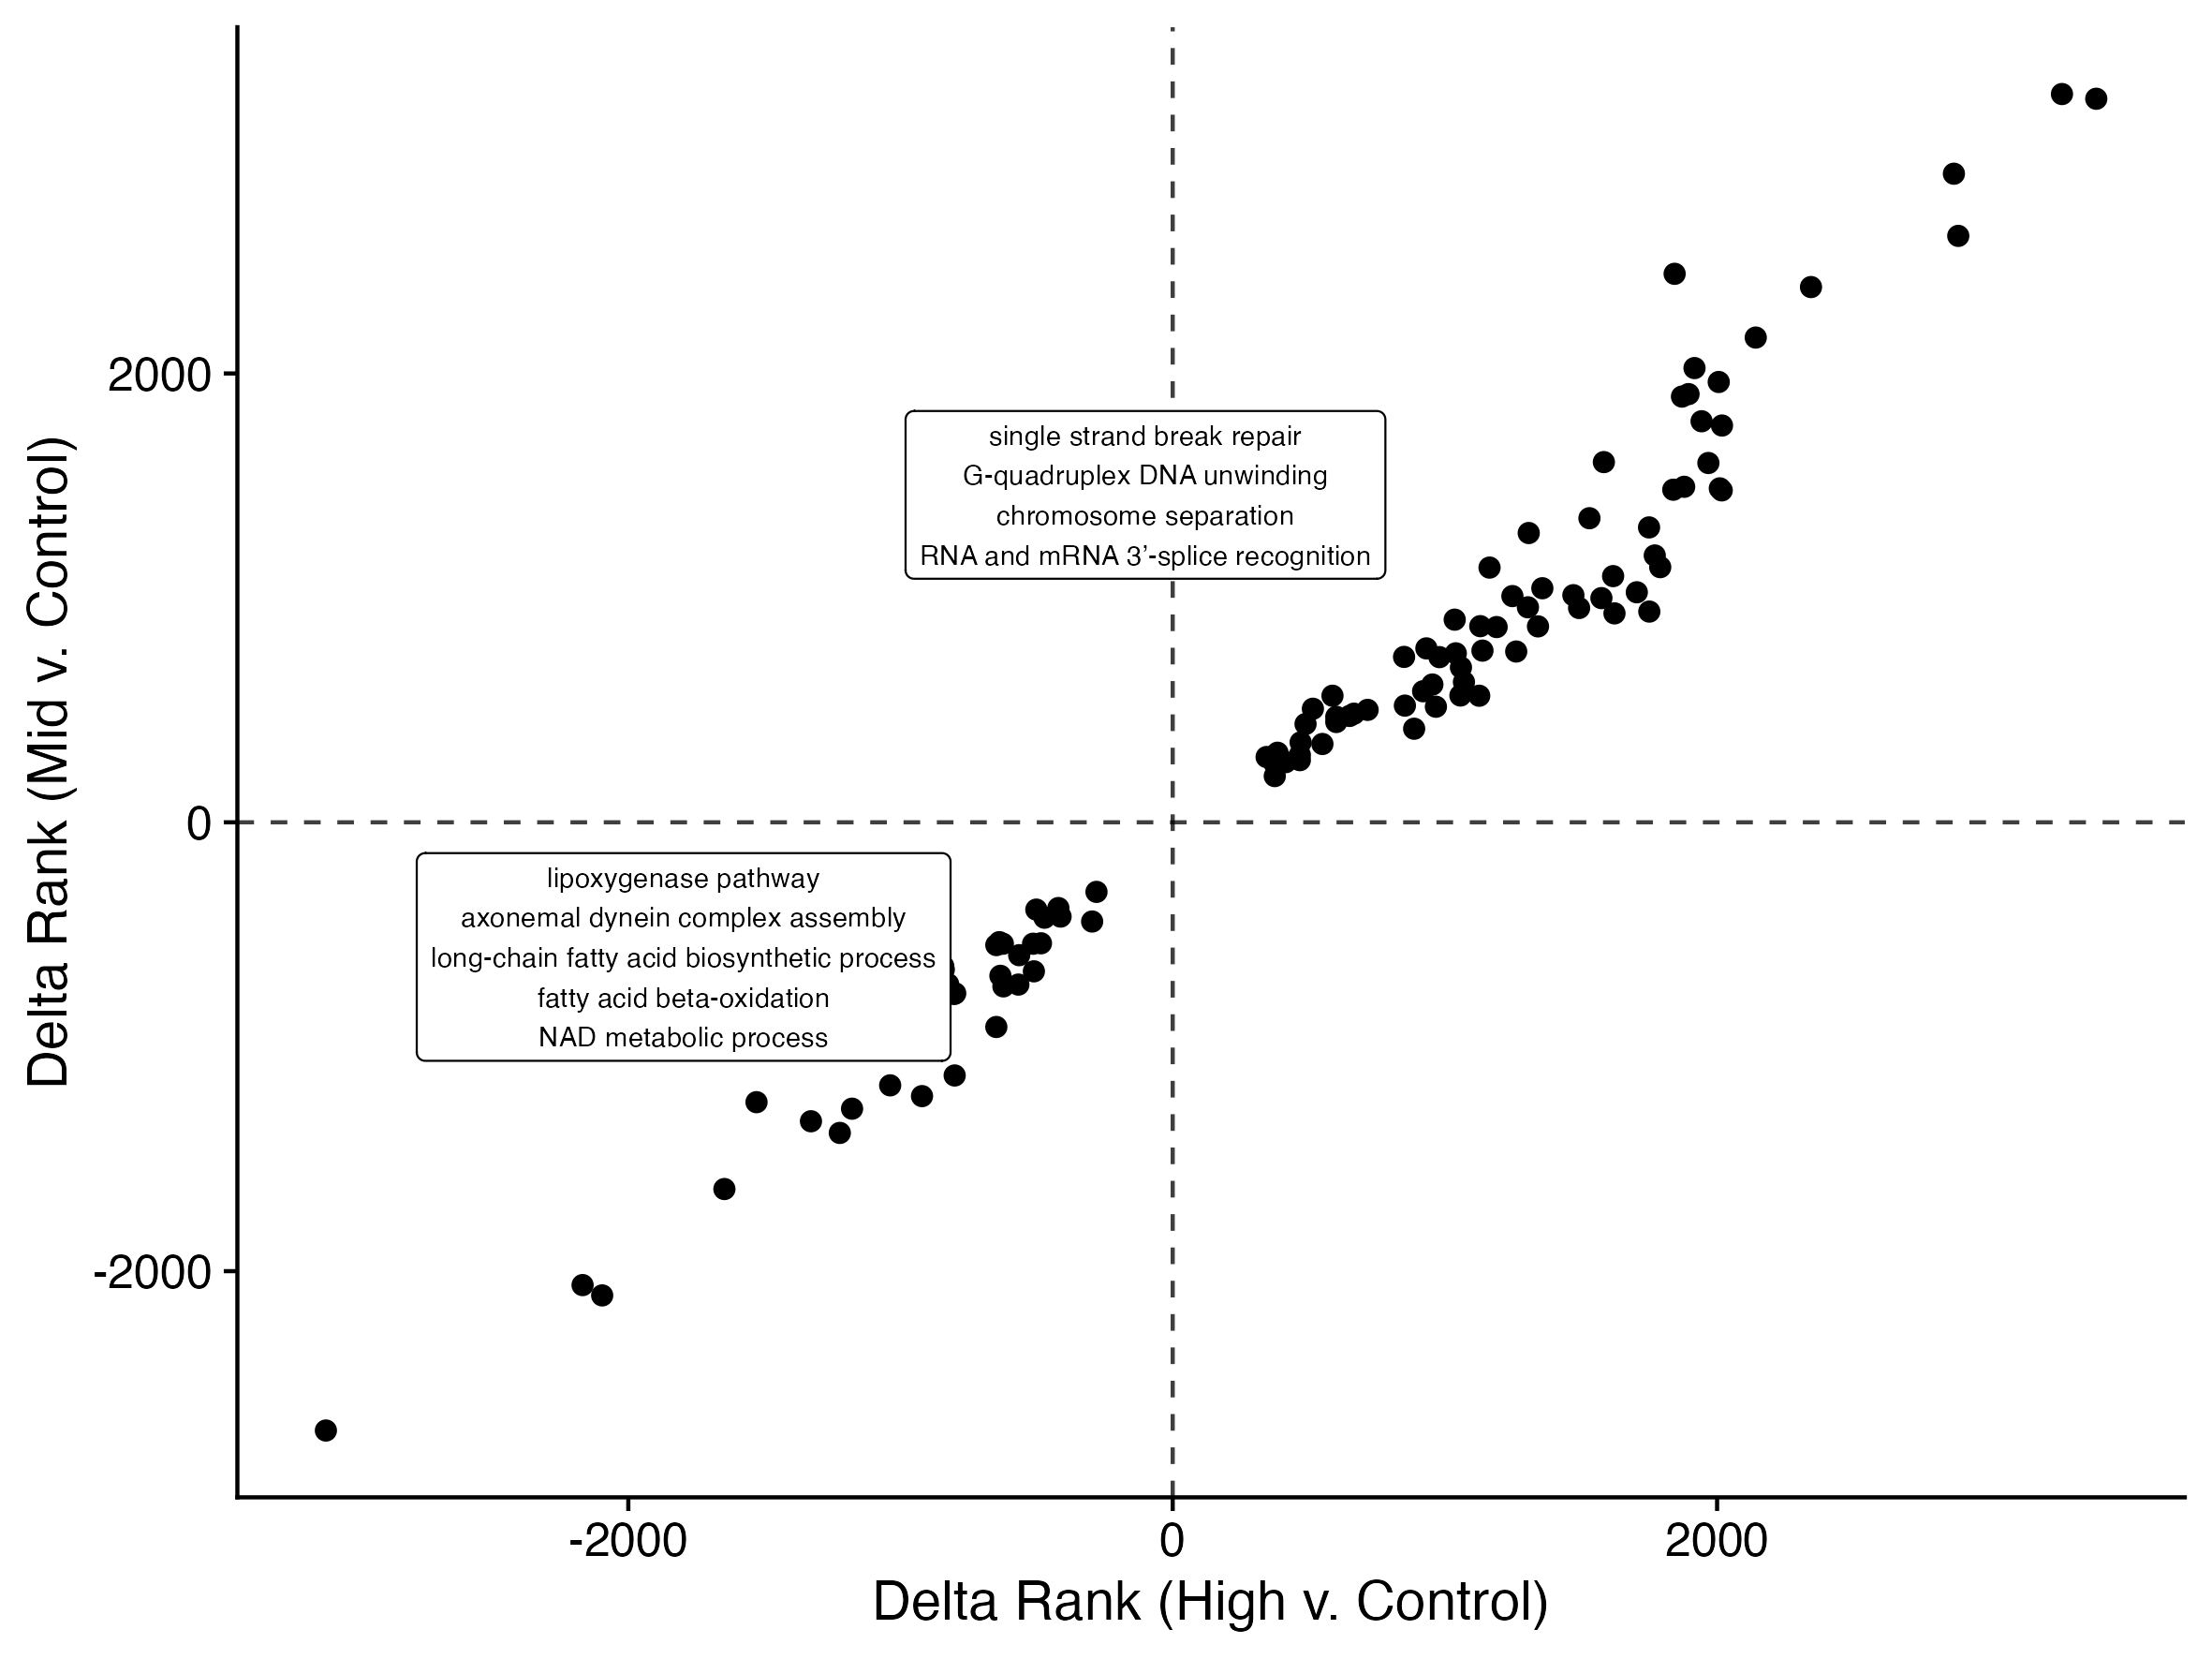 Delta Rank (Mid v. Control)
2000
0
-2000
single strand break repair
G-quadruplex DNA unwinding
chromosome separation
RNA and mRNA 3’-splice recognition
lipoxygenase pathway
axonemal dynein complex assembly
long-chain fatty acid biosynthetic process
fatty acid beta-oxidation
NAD metabolic process
-2000
0
2000
Delta Rank (High v. Control)